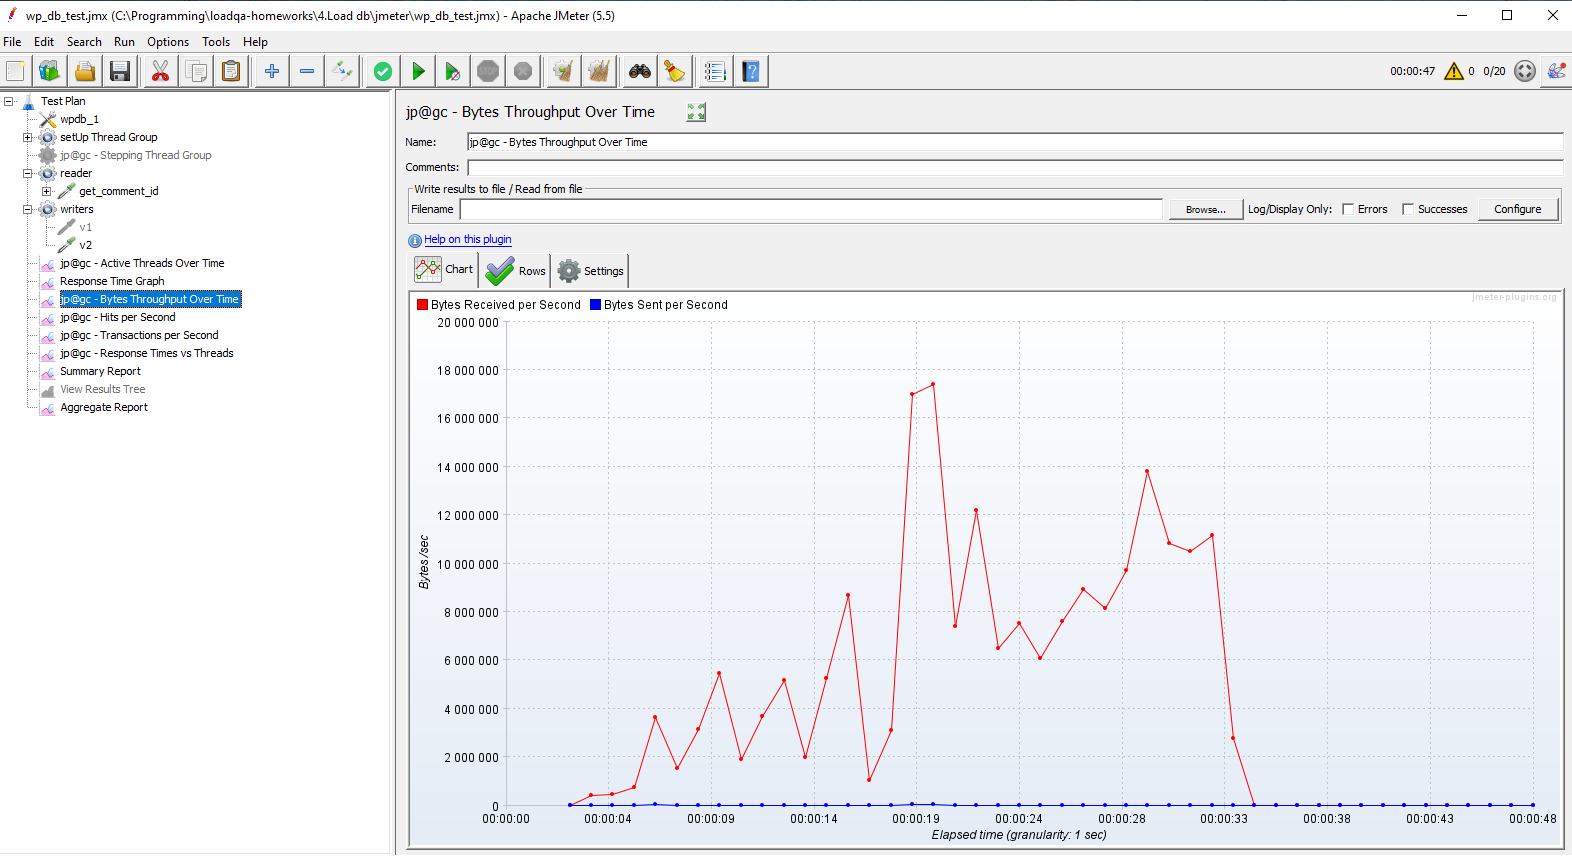 wp_db_test.jmx (C:\Programming\loadqa-homeworks\4.Load db\jmeter\wp_db_test.jmx) - Apache JMeter (5.5)
File Edit Search Run Options Tools Help
00:00:47 0 0/20
Test Plan
wpdb_1
setUp Thread Group
jp@gc - Stepping Thread Group
reader
get_comment_id
writers
v1
v2
jp@gc - Active Threads Over Time
Response Time Graph
jp@gc - Bytes Throughput Over Time
jp@gc - Hits per Second
jp@gc - Transactions per Second
jp@gc - Response Times vs Threads
Summary Report
View Results Tree
Aggregate Report
jp@gc - Bytes Throughput Over Time
Name: jp@gc - Bytes Throughput Over Time
Comments:
Write results to file / Read from file
Filename Browse... Log/Display Only: Errors Successes Configure
Help on this plugin
Chart Rows Settings
Bytes Received per Second Bytes Sent per Second
jmeter-plugins.org
20 000 000
18 000 000
16 000 000
14 000 000
12 000 000
10 000 000
8 000 000
6 000 000
4 000 000
2 000 000
0
Bytes /sec
00:00:00 00:00:04 00:00:09 00:00:14 00:00:19 00:00:24 00:00:28 00:00:33 00:00:38 00:00:43 00:00:48
Elapsed time (granularity: 1 sec)